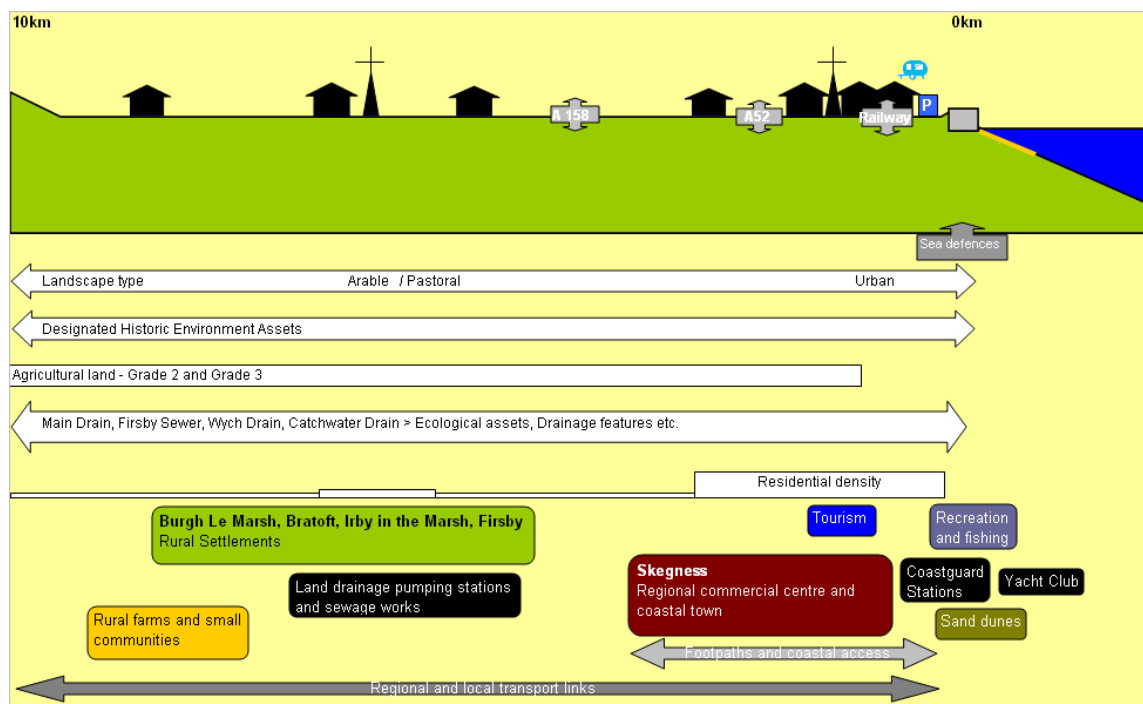 10km
0km
P
A 158
A52
Railway
Sea defences
Landscape type
Arable / Pastoral
Urban
Designated Historic Environment Assets
Agricultural land - Grade 2 and Grade 3
Main Drain, Firsby Sewer, Wych Drain, Catchwater Drain > Ecological assets, Drainage features etc.
Residential density
Burgh Le Marsh, Bratoft, Irby in the Marsh, Firsby
Rural Settlements
Tourism
Recreation
and fishing
Land drainage pumping stations
and sewage works
Skegness
Regional commercial centre and
coastal town
Coastguard
Stations
Yacht Club
Rural farms and small
communities
Sand dunes
Footpaths and coastal access
Regional and local transport links